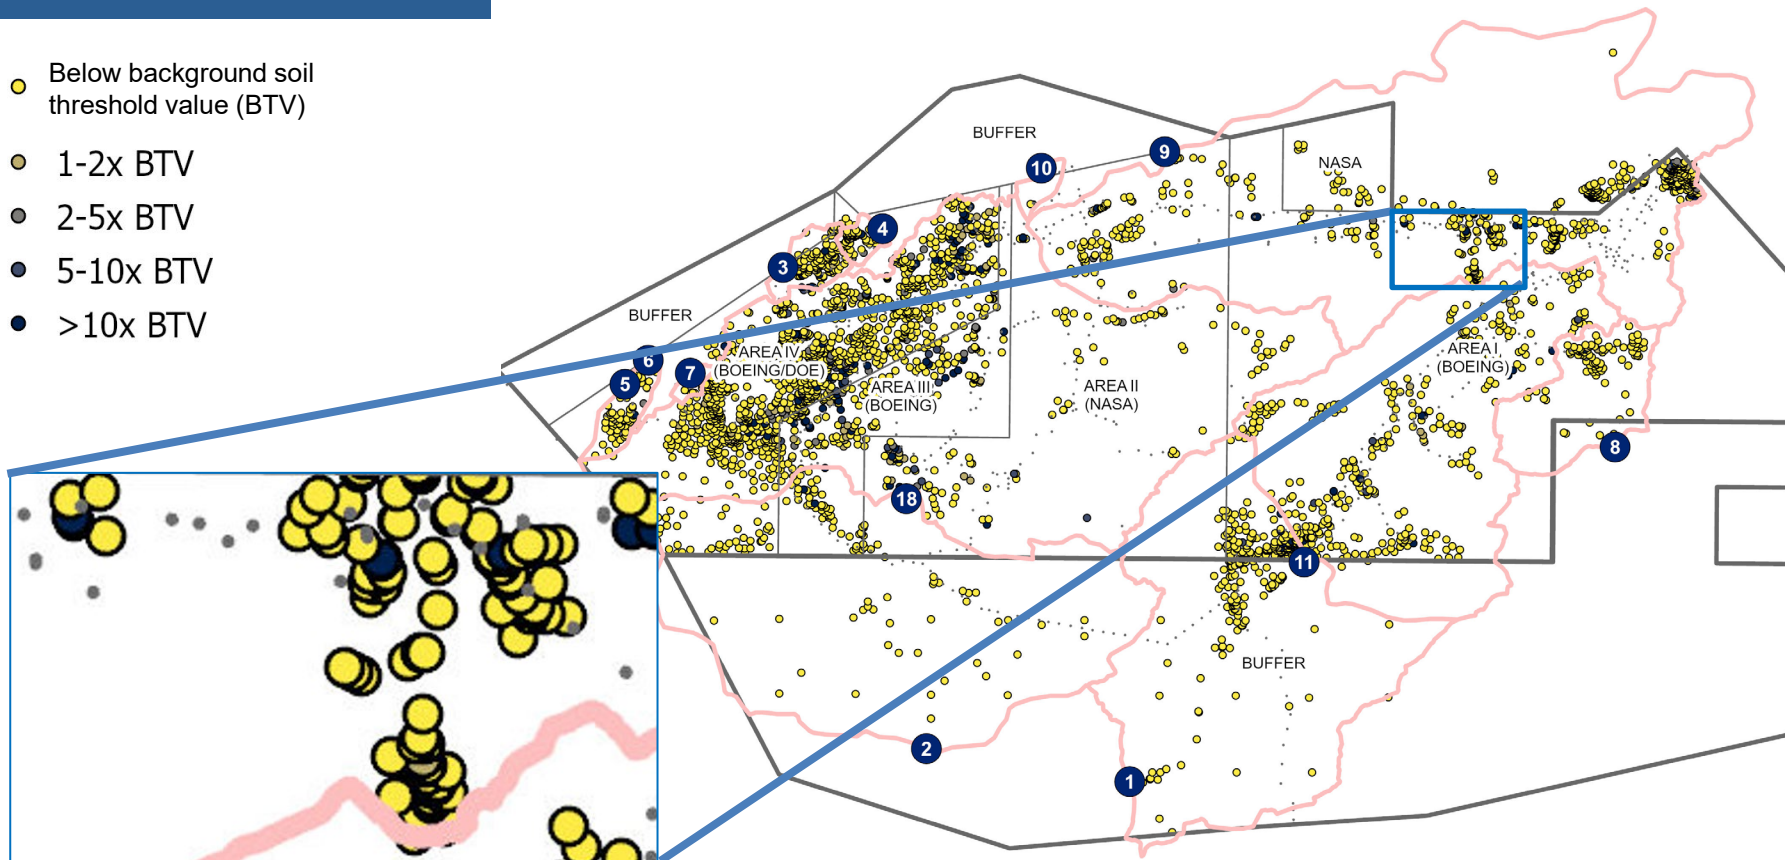 Below background soil
threshold value (BTV)
1-2x BTV
2-5x BTV
5-10x BTV
>10x BTV
BUFFER
10
9
NASA
4
3
BUFFER
6
5
7
AREA IV
(BOEING/DOE)
AREA III
(BOEING)
AREA II
(NASA)
AREA I
(BOEING)
8
18
11
BUFFER
2
1